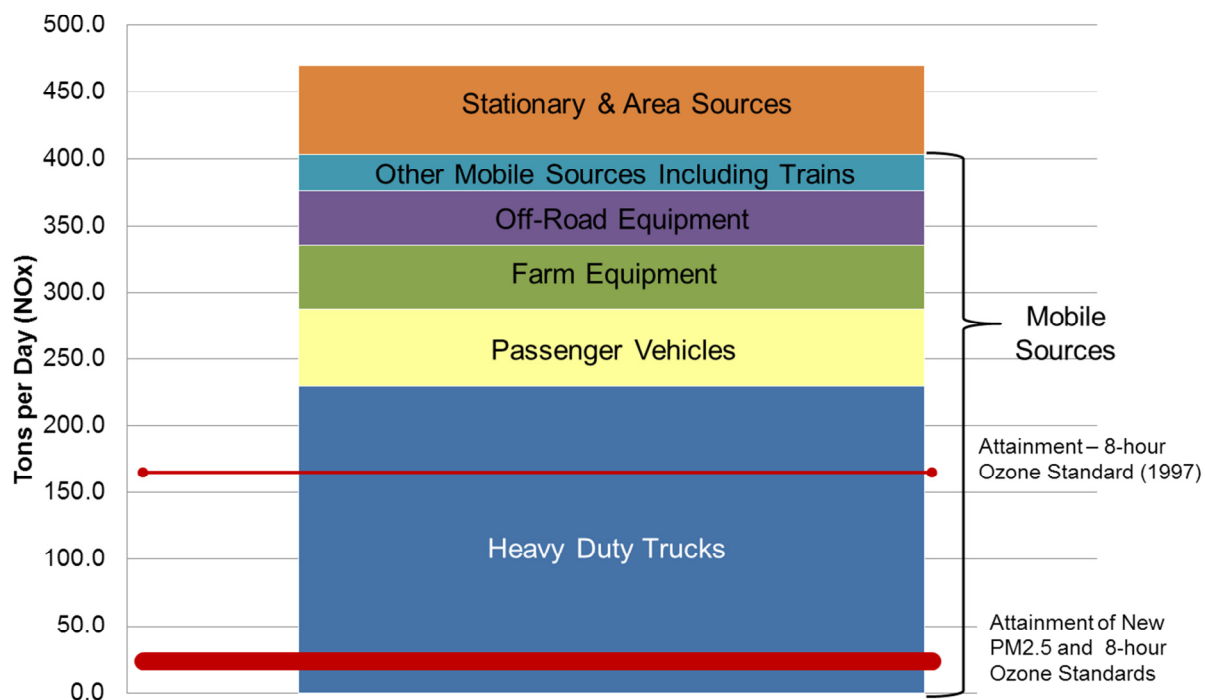 500.0
450.0
400.0
350.0
300.0
250.0
200.0
150.0
100.0
50.0
0.0
Tons per Day (NOx)
Stationary & Area Sources
Other Mobile Sources Including Trains
Off-Road Equipment
Farm Equipment
Passenger Vehicles
Heavy Duty Trucks
Mobile
Sources
Attainment – 8-hour
Ozone Standard (1997)
Attainment of New
PM2.5 and 8-hour
Ozone Standards